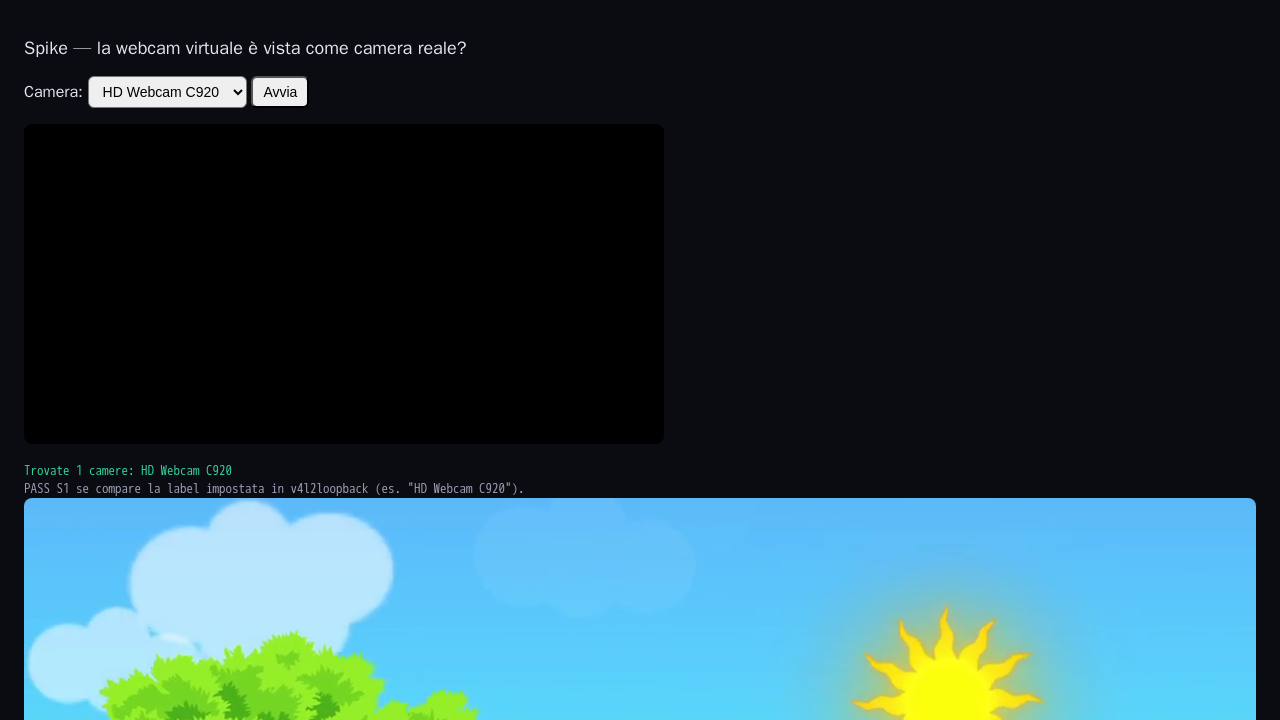 Spike — la webcam virtuale è vista come camera reale?
Camera: HD Webcam C920 Avvia
Trovate 1 camere: HD Webcam C920
PASS S1 se compare la label impostata in v4l2loopback (es. "HD Webcam C920").